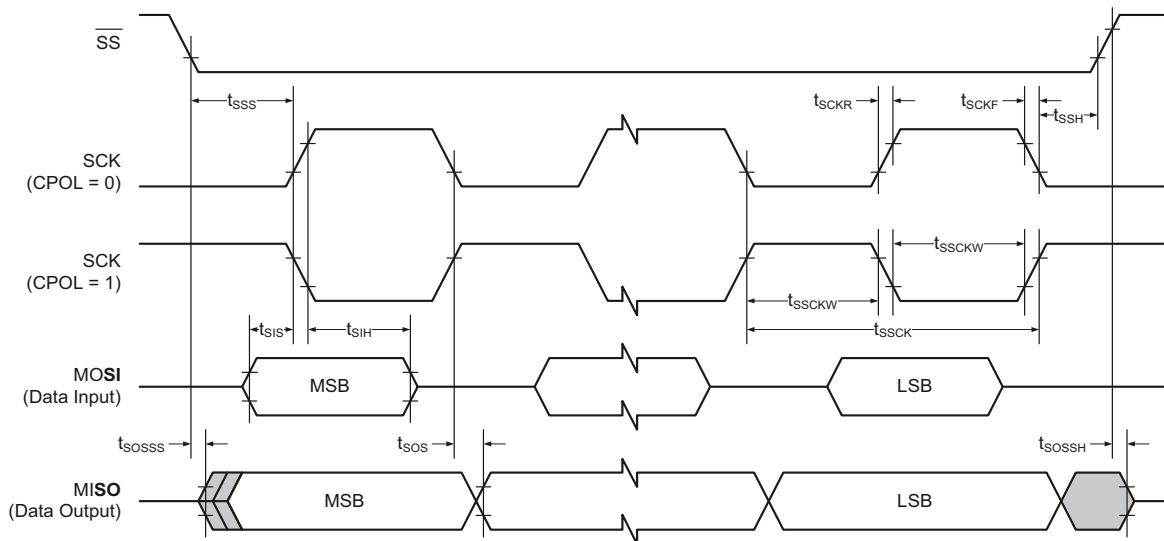 SS
tSSS
tSCKR
tSCKF
tSSH
SCK
(CPOL = 0)
SCK
(CPOL = 1)
tSSCKW
tSSCKW
tSSCK
tSIS
tSIH
MOSI
(Data Input)
MSB
LSB
tSOSSS
tSOS
tSOSSH
MISO
(Data Output)
MSB
LSB